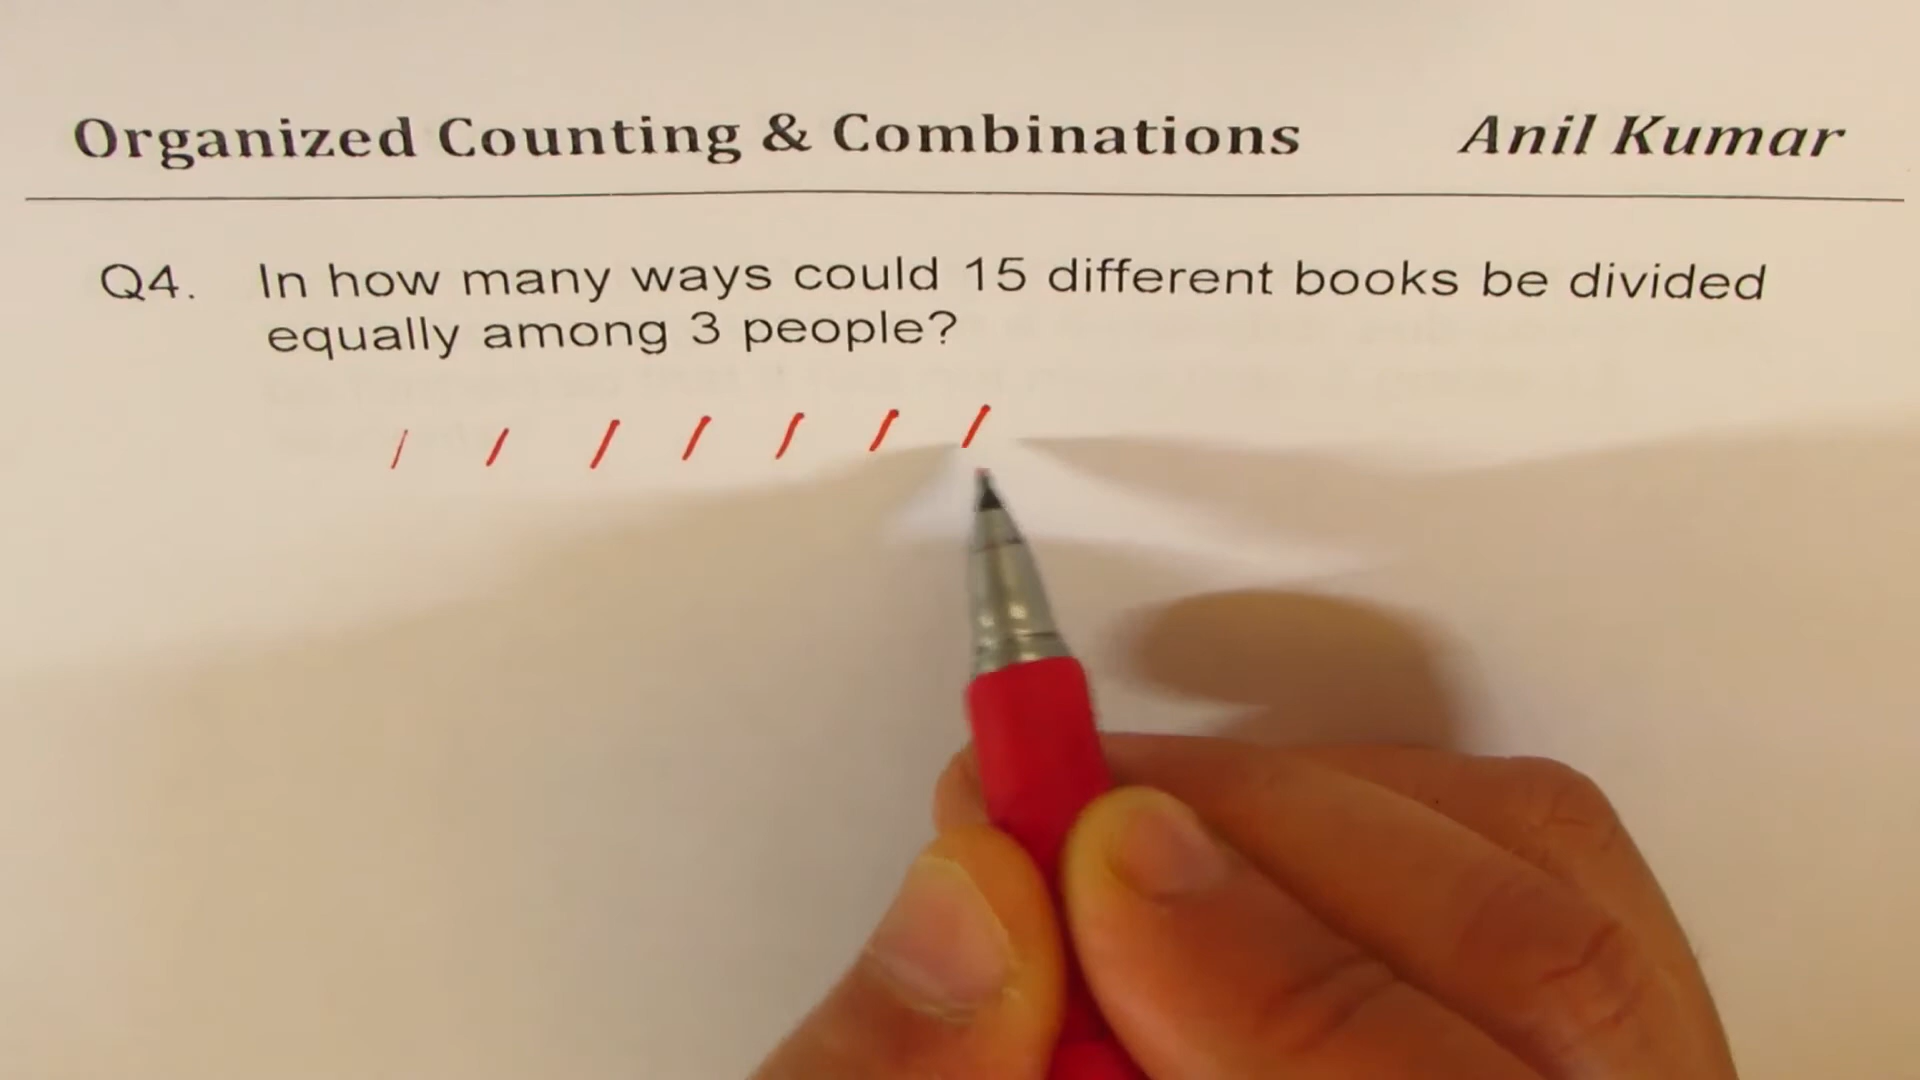 Organized Counting & Combinations Anil Kumar
Q4. In how many ways could 15 different books be divided
equally among 3 people?
/ / / / / / /